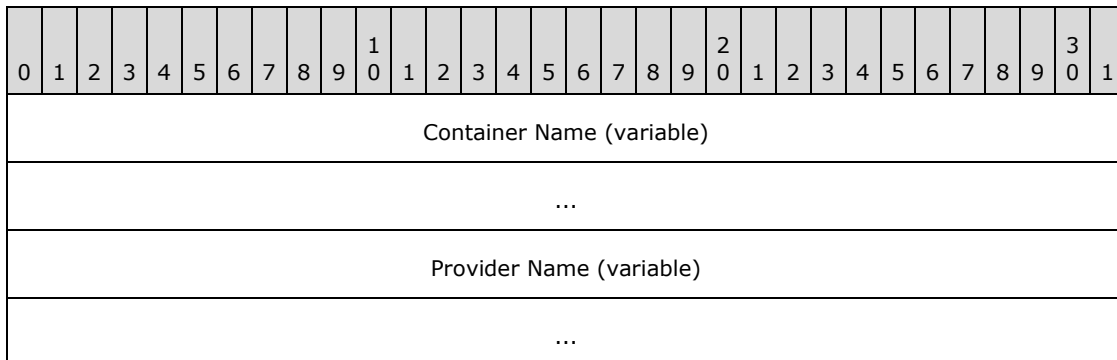 1 2 3
0 1 2 3 4 5 6 7 8 9 0 1 2 3 4 5 6 7 8 9 0 1 2 3 4 5 6 7 8 9 0 1
Container Name (variable)
...
Provider Name (variable)
...